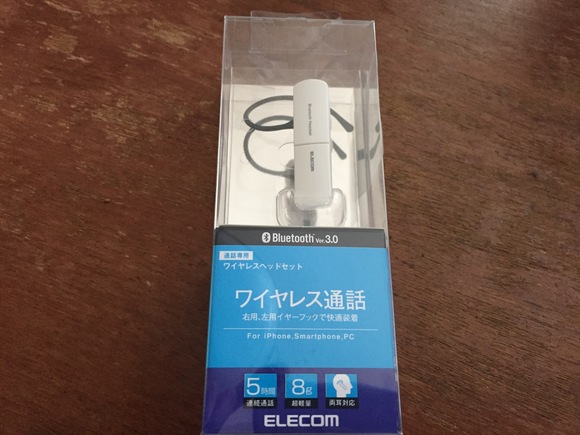 Bluetooth Headset
ELECOM
Bluetooth Ver.3.0
通話専用
ワイヤレスヘッドセット
ワイヤレス通話
右用、左用イヤーフックで快適装着
For iPhone,Smartphone,PC
5時間
連続通話
8g
超軽量
両耳対応
ELECOM